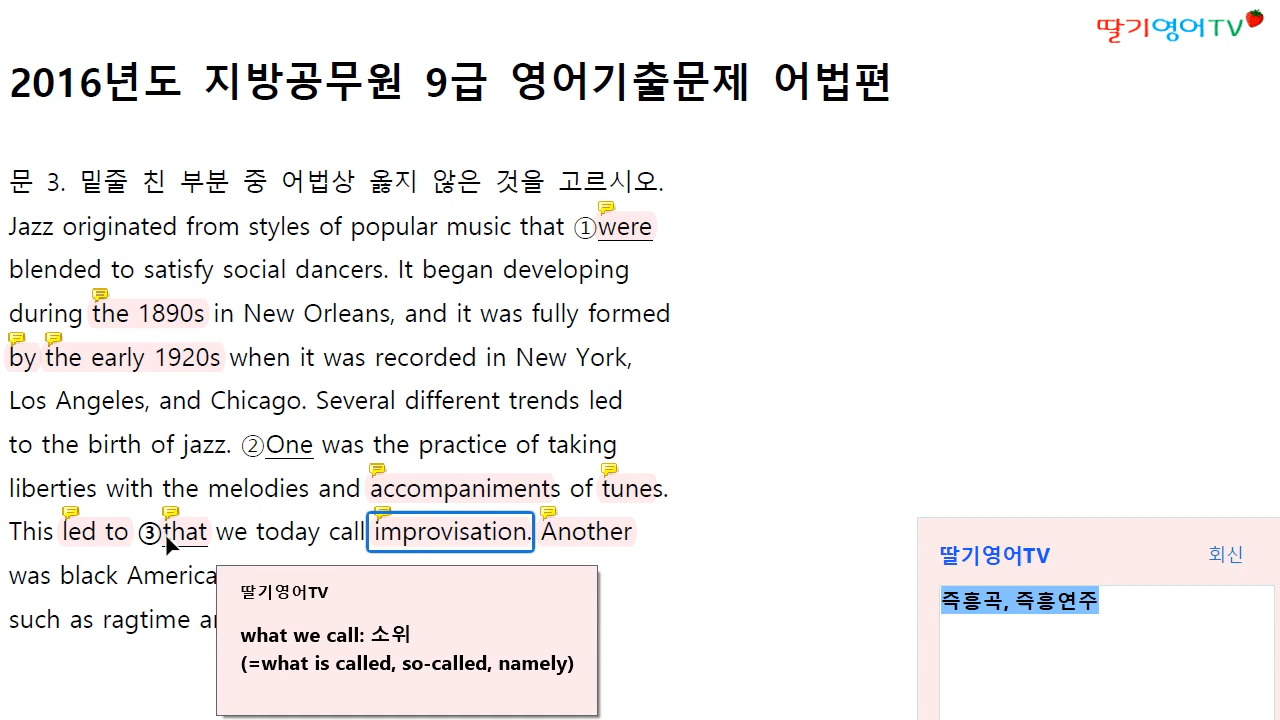 딸기영어TV
2016년도 지방공무원 9급 영어기출문제 어법편
문 3. 밑줄 친 부분 중 어법상 옳지 않은 것을 고르시오.
Jazz originated from styles of popular music that ①were
blended to satisfy social dancers. It began developing
during the 1890s in New Orleans, and it was fully formed
by the early 1920s when it was recorded in New York,
Los Angeles, and Chicago. Several different trends led
to the birth of jazz. ②One was the practice of taking
liberties with the melodies and accompaniments of tunes.
This led to ③that we today call improvisation. Another
was black America
such as ragtime
딸기영어TV
what we call: 소위
(=what is called, so-called, namely)
딸기영어TV 회신
즉흥곡, 즉흥연주